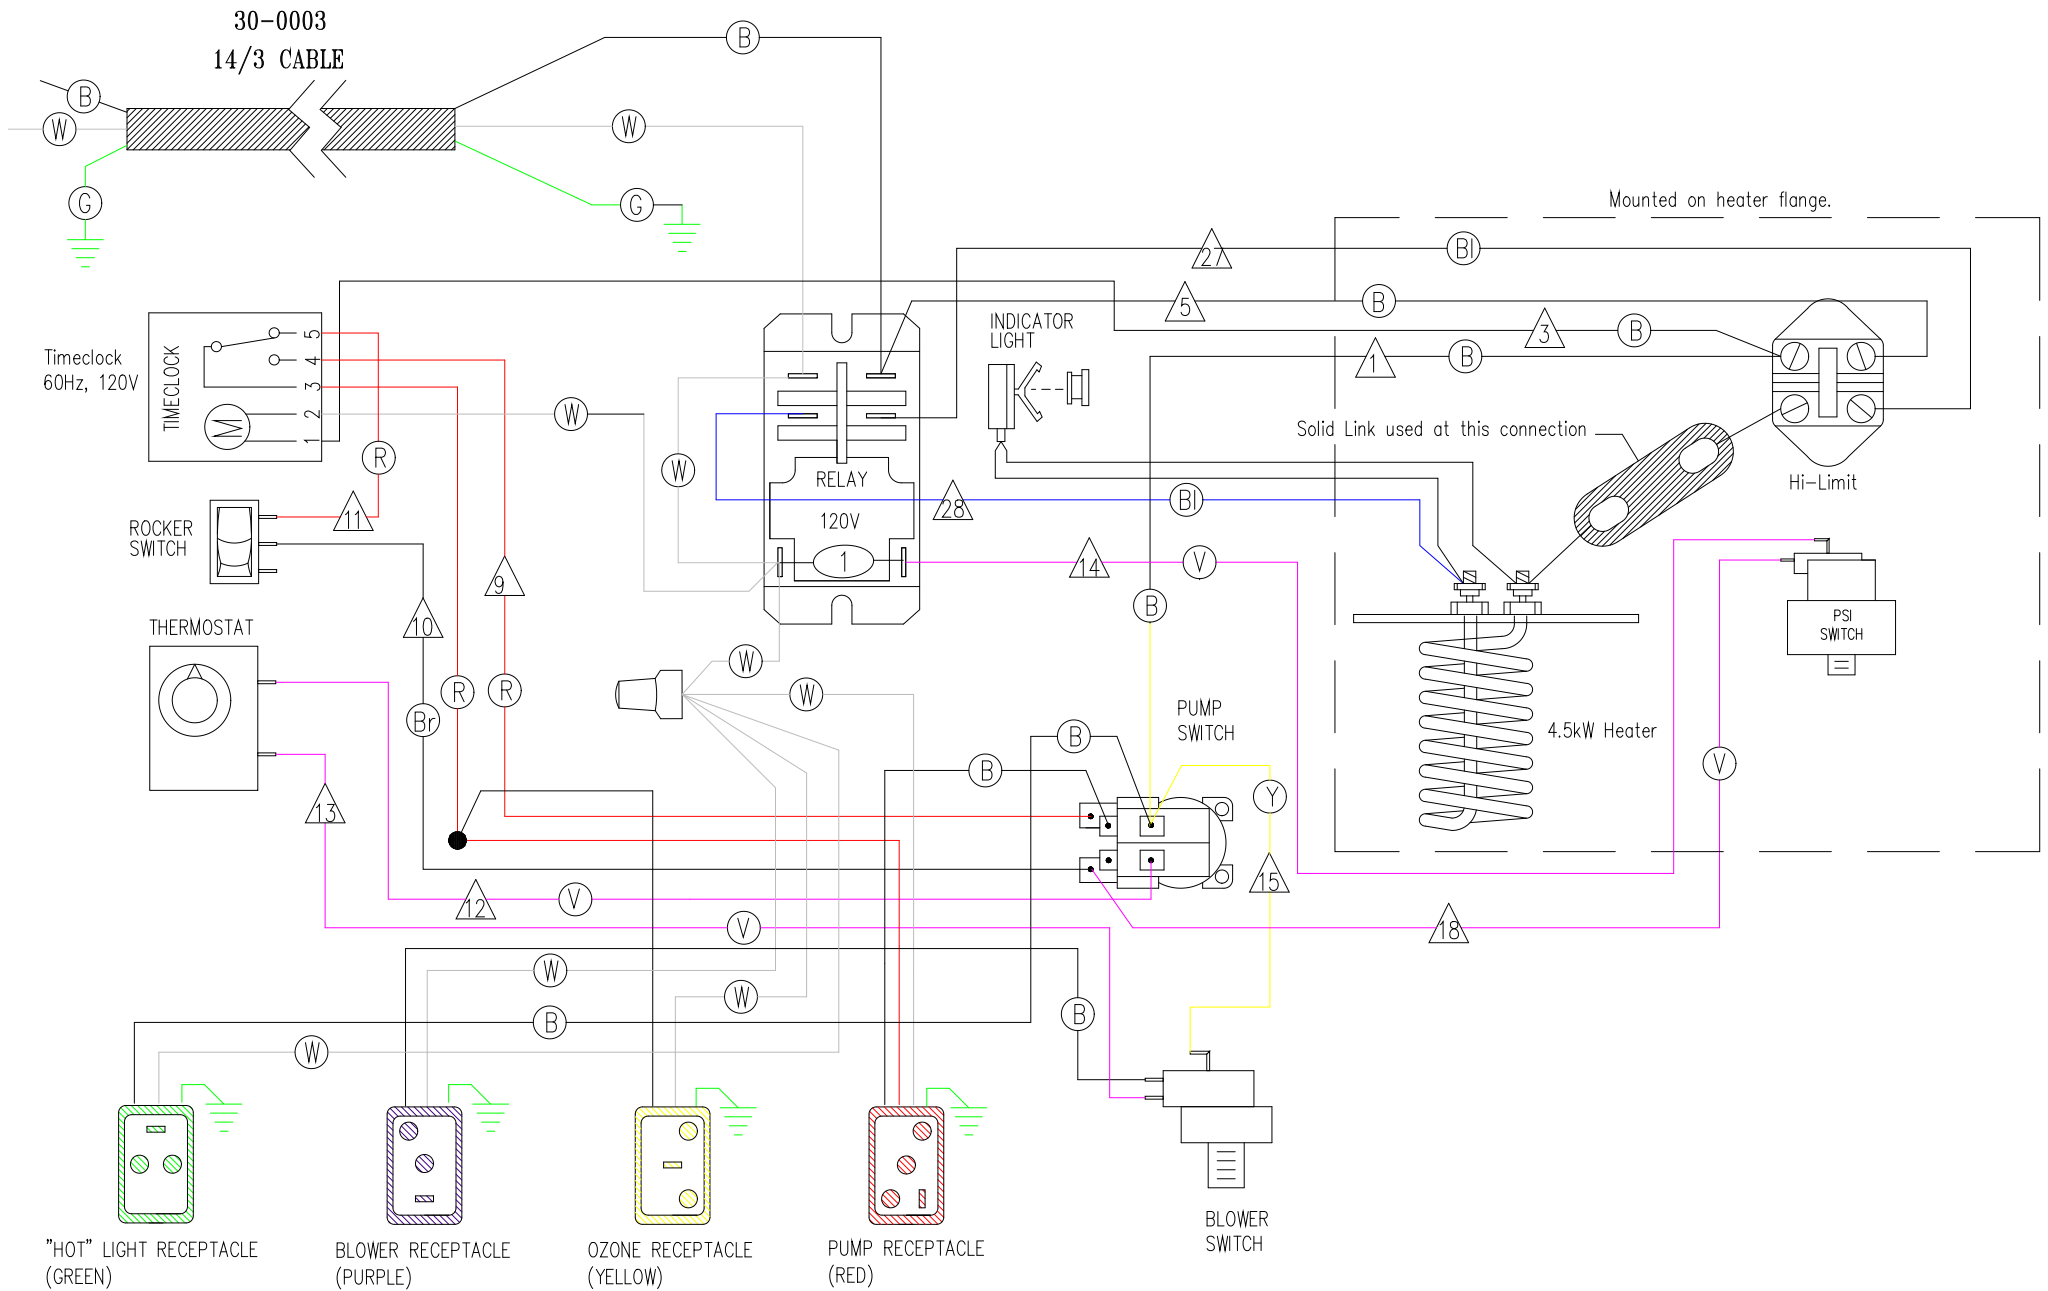 30-0003
14/3 CABLE
B
B
W
W
G
G
Mounted on heater flange.
27
Bl
5
B
3
B
1
B
Timeclock
60Hz, 120V
TIMECLOCK
M
5
4
3
2
1
W
R
W
INDICATOR
LIGHT
RELAY
120V
1
28
Bl
Solid Link used at this connection
Hi-Limit
ROCKER
SWITCH
11
9
10
14
V
B
PSI
SWITCH
THERMOSTAT
W
W
R
R
Br
PUMP
SWITCH
B
B
4.5kW Heater
V
Y
13
15
12
V
V
18
W
W
B
B
W
"HOT" LIGHT RECEPTACLE
(GREEN)
BLOWER RECEPTACLE
(PURPLE)
OZONE RECEPTACLE
(YELLOW)
PUMP RECEPTACLE
(RED)
BLOWER
SWITCH